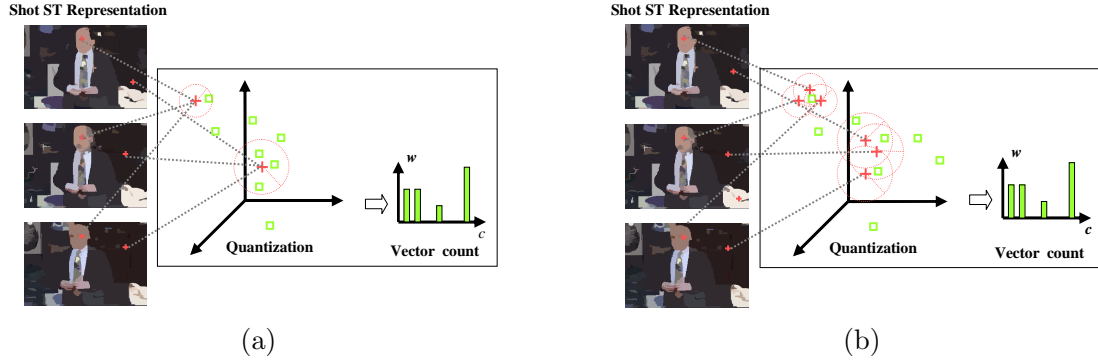 Shot ST Representation
w
c
Quantization
Vector count
(a)
Shot ST Representation
w
c
Quantization
Vector count
(b)